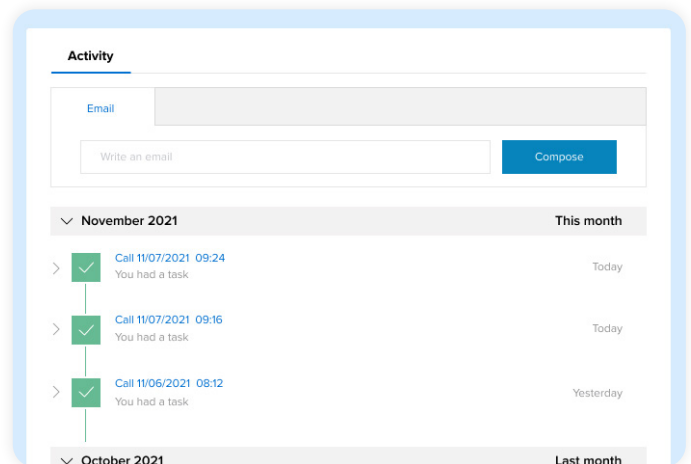 Activity
Email
Write an email
Compose
November 2021 This month
Call 11/07/2021 09:24
You had a task
Today
Call 11/07/2021 09:16
You had a task
Today
Call 11/06/2021 08:12
You had a task
Yesterday
October 2021 Last month